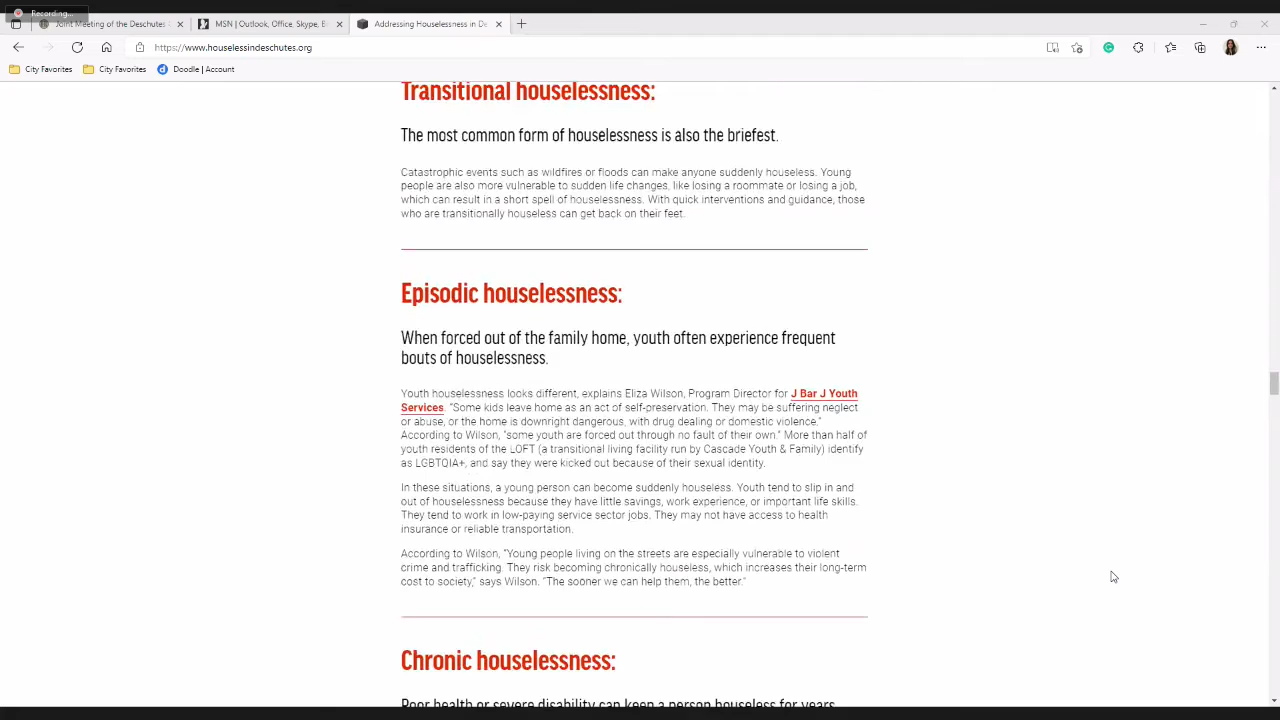 Recording...
Joint Meeting of the Deschutes
MSN | Outlook, Office, Skype, B
Addressing Houselessness in De
https://www.houselessindeschutes.org
City Favorites
City Favorites
Doodle | Account
Transitional houselessness:
The most common form of houselessness is also the briefest.
Catastrophic events such as wildfires or floods can make anyone suddenly houseless. Young
people are also more vulnerable to sudden life changes, like losing a roommate or losing a job,
which can result in a short spell of houselessness. With quick interventions and guidance, those
who are transitionally houseless can get back on their feet.
Episodic houselessness:
When forced out of the family home, youth often experience frequent
bouts of houselessness.
Youth houselessness looks different, explains Eliza Wilson, Program Director for J Bar J Youth
Services. “Some kids leave home as an act of self-preservation. They may be suffering neglect
or abuse, or the home is downright dangerous, with drug dealing or domestic violence.”
According to Wilson, “some youth are forced out through no fault of their own.” More than half of
youth residents of the LOFT (a transitional living facility run by Cascade Youth & Family) identify
as LGBTQIA+, and say they were kicked out because of their sexual identity.
In these situations, a young person can become suddenly houseless. Youth tend to slip in and
out of houselessness because they have little savings, work experience, or important life skills.
They tend to work in low-paying service sector jobs. They may not have access to health
insurance or reliable transportation.
According to Wilson, “Young people living on the streets are especially vulnerable to violent
crime and trafficking. They risk becoming chronically houseless, which increases their long-term
cost to society,” says Wilson. “The sooner we can help them, the better.”
Chronic houselessness:
Poor health or severe disability can keep a person houseless for years.